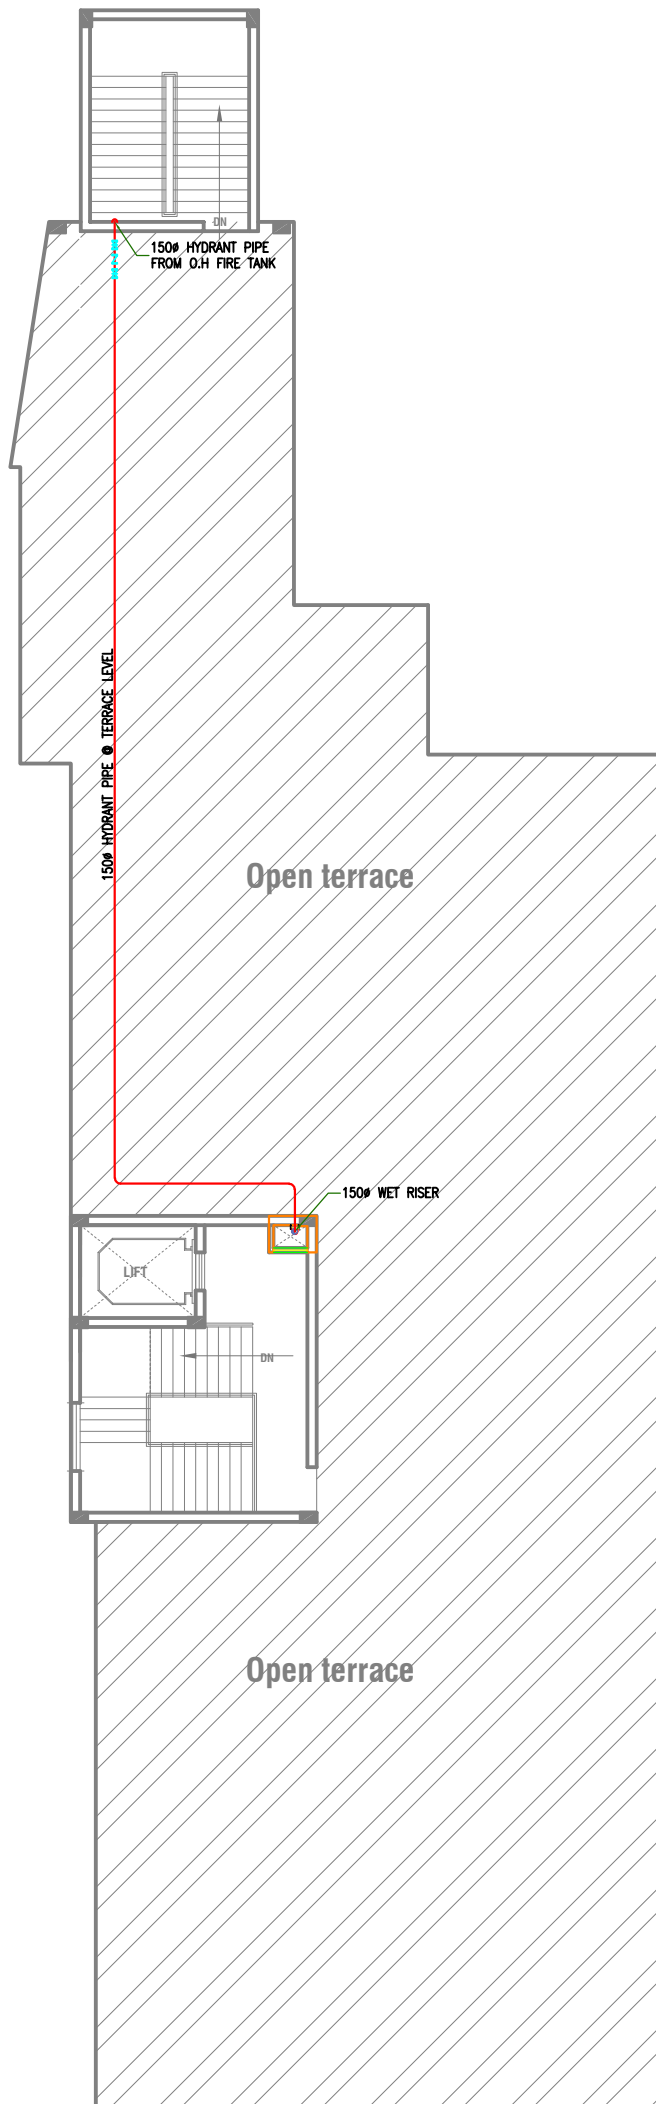 DN
150ø HYDRANT PIPE
FROM O.H FIRE TANK
150ø HYDRANT PIPE @ TERRACE LEVEL
Open terrace
150ø WET RISER
LIFT
DN
Open terrace